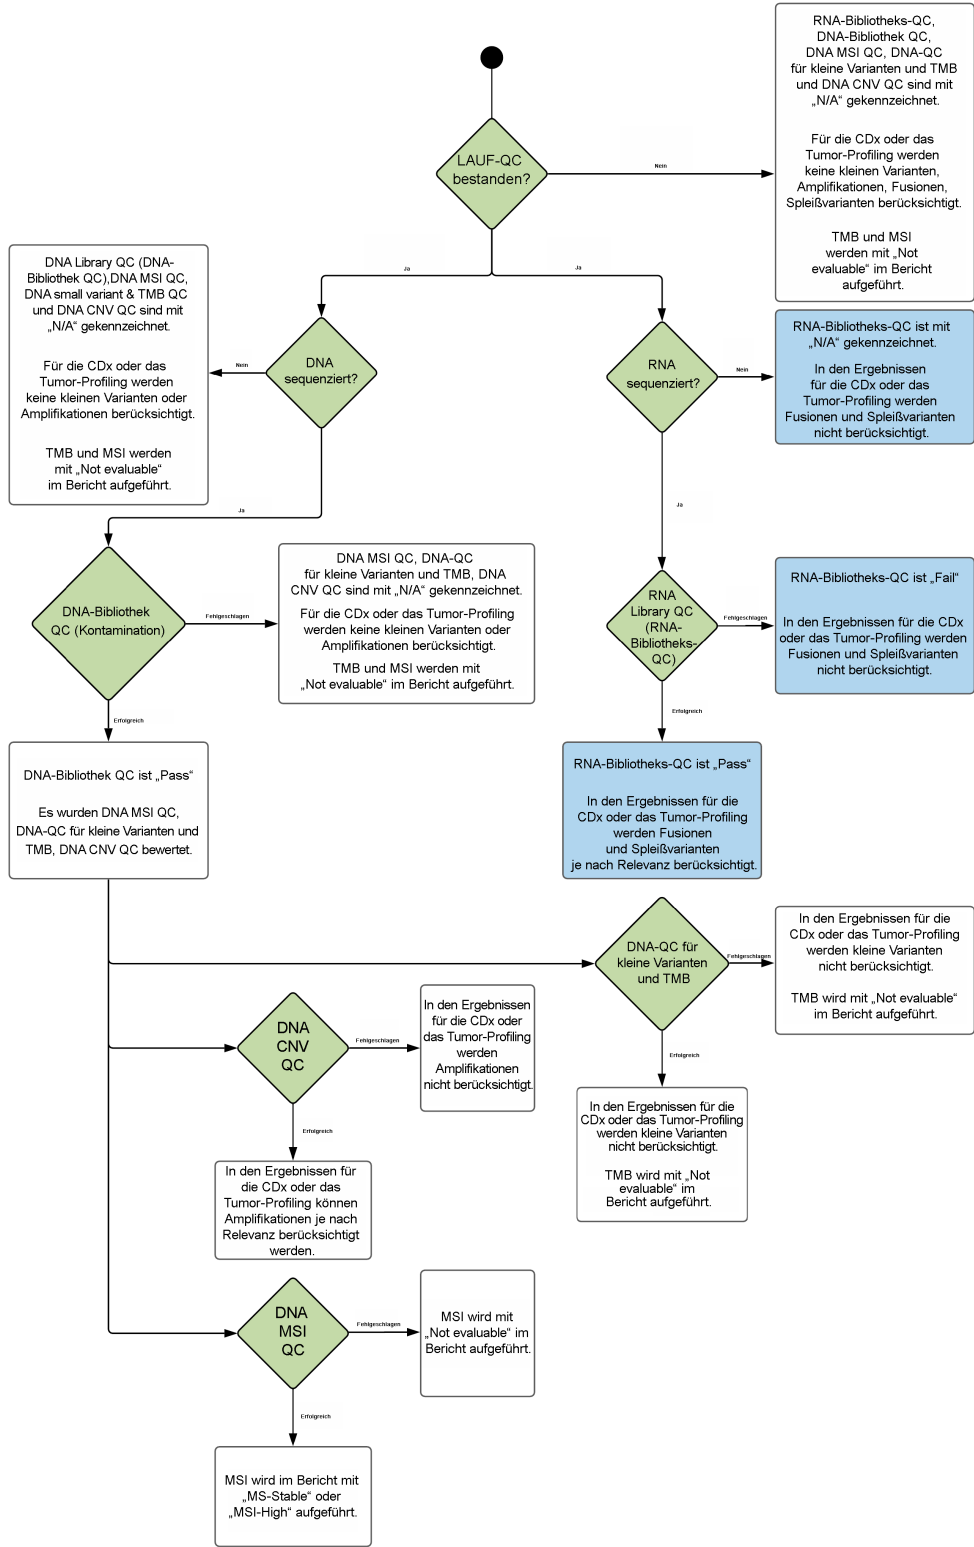 RNA-Bibliotheks-QC,
DNA-Bibliothek QC,
DNA MSI QC, DNA-QC
für kleine Varianten und TMB
und DNA CNV QC sind mit
„N/A“ gekennzeichnet.
Für die CDx oder das
Tumor-Profiling werden
keine kleinen Varianten,
Amplifikationen, Fusionen,
Spleißvarianten berücksichtigt.
TMB und MSI
werden mit „Not
evaluable“ im Bericht
aufgeführt.
LAUF-QC
bestanden?
Nein
Ja
Ja
DNA Library QC (DNA-
Bibliothek QC),DNA MSI QC,
DNA small variant & TMB QC
und DNA CNV QC sind mit
„N/A“ gekennzeichnet.
Für die CDx oder das
Tumor-Profiling werden
keine kleinen Varianten oder
Amplifikationen berücksichtigt.
TMB und MSI werden
mit „Not evaluable“
im Bericht aufgeführt.
Nein
DNA
sequenziert?
RNA
sequenziert?
Nein
RNA-Bibliotheks-QC ist mit
„N/A“ gekennzeichnet.
In den Ergebnissen
für die CDx oder das
Tumor-Profiling werden
Fusionen und Spleißvarianten
nicht berücksichtigt.
Ja
Ja
DNA-Bibliothek
QC (Kontamination)
Fehlgeschlagen
DNA MSI QC, DNA-QC
für kleine Varianten und TMB, DNA
CNV QC sind mit „N/A“ gekennzeichnet.
Für die CDx oder das Tumor-Profiling
werden keine kleinen Varianten oder
Amplifikationen berücksichtigt.
TMB und MSI werden mit
„Not evaluable“ im Bericht aufgeführt.
RNA
Library QC
(RNA-
Bibliotheks-
QC)
Fehlgeschlagen
RNA-Bibliotheks-QC ist „Fail“
In den Ergebnissen für die CDx
oder das Tumor-Profiling werden
Fusionen und Spleißvarianten
nicht berücksichtigt.
Erfolgreich
Erfolgreich
DNA-Bibliothek QC ist „Pass“
Es wurden DNA MSI QC,
DNA-QC für kleine Varianten und
TMB, DNA CNV QC bewertet.
RNA-Bibliotheks-QC ist „Pass“
In den Ergebnissen für die
CDx oder das Tumor-Profiling
werden Fusionen
und Spleißvarianten
je nach Relevanz berücksichtigt.
DNA-QC für
kleine Varianten
und TMB
Fehlgeschlagen
In den Ergebnissen für die
CDx oder das Tumor-Profiling
werden kleine Varianten
nicht berücksichtigt.
TMB wird mit „Not evaluable“
im Bericht aufgeführt.
DNA
CNV
QC
Fehlgeschlagen
In den Ergebnissen
für die CDx oder
das Tumor-Profiling
werden
Amplifikationen
nicht berücksichtigt.
Erfolgreich
In den Ergebnissen für die
CDx oder das Tumor-Profiling
werden kleine Varianten
nicht berücksichtigt.
TMB wird mit „Not
evaluable“ im
Bericht aufgeführt.
Erfolgreich
In den Ergebnissen für
die CDx oder das
Tumor-Profiling können
Amplifikationen je nach
Relevanz berücksichtigt
werden.
DNA
MSI
QC
Fehlgeschlagen
MSI wird mit
„Not evaluable“ im
Bericht aufgeführt.
Erfolgreich
MSI wird im Bericht mit
„MS-Stable“ oder
„MSI-High“ aufgeführt.